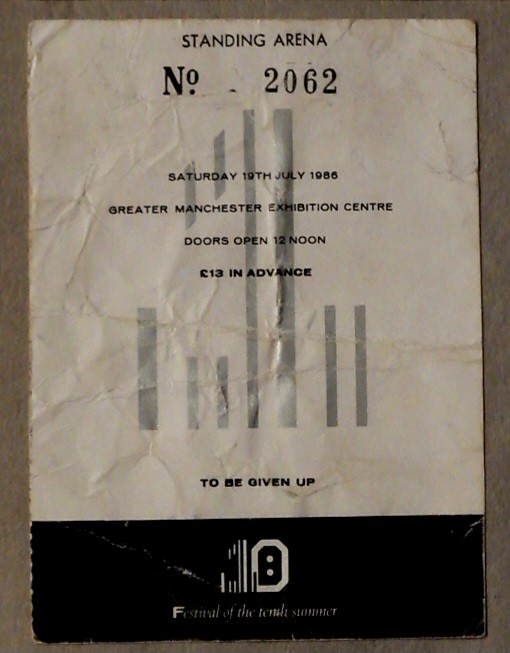 STANDING ARENA
Nº 2062
SATURDAY 19TH JULY 1986
GREATER MANCHESTER EXHIBITION CENTRE
DOORS OPEN 12 NOON
£13 IN ADVANCE
TO BE GIVEN UP
10
Festival of the tenth summer